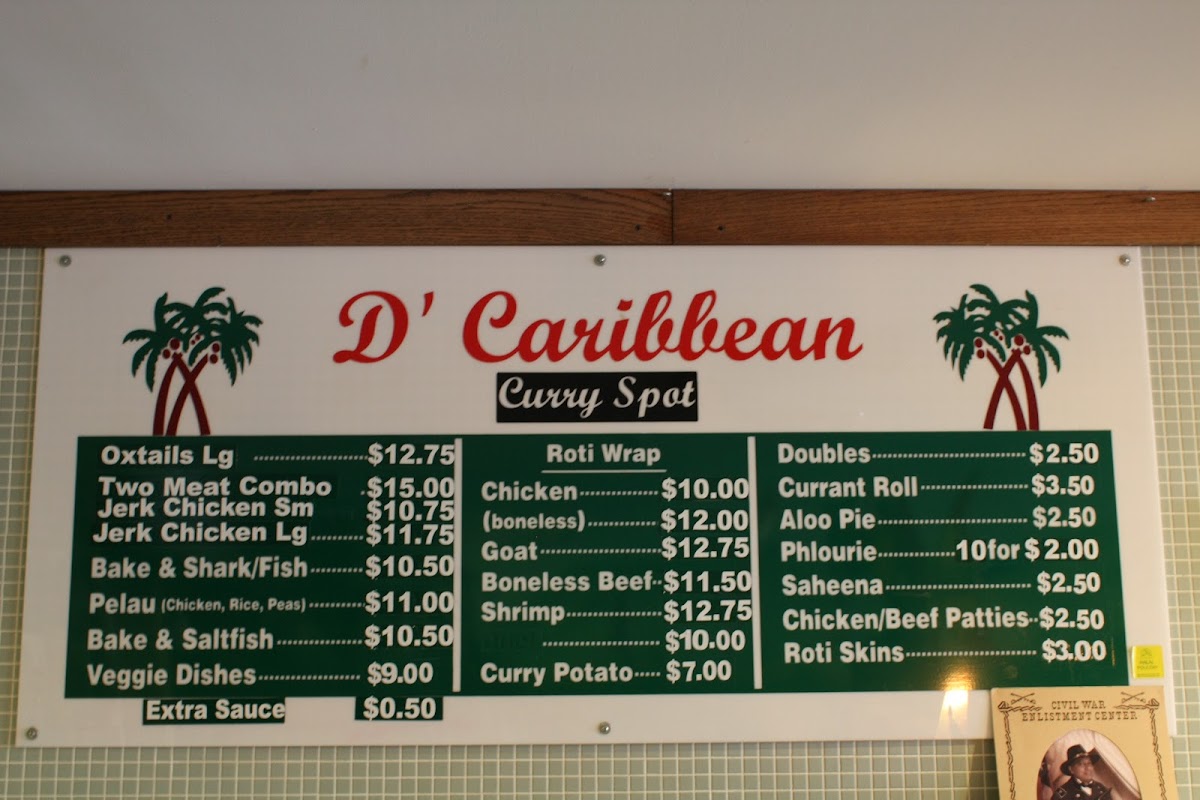 D' Caribbean
Curry Spot
Oxtails Lg ........................ $12.75
Two Meat Combo . $15.00
Jerk Chicken Sm $10.75
Jerk Chicken Lg .......... $11.75
Bake & Shark/Fish .......... $10.50
Pelau (Chicken, Rice, Peas) .......... $11.00
Bake & Saltfish ................ $10.50
Veggie Dishes .................... $9.00
Extra Sauce $0.50
Roti Wrap
Chicken ............... $10.00
(boneless) ............ $12.00
Goat ...................... $12.75
Boneless Beef .. $11.50
Shrimp .................. $12.75
...................... $10.00
Curry Potato ..... $7.00
Doubles ............................ $2.50
Currant Roll .................... $3.50
Aloo Pie ............................ $2.50
Phlourie .............. 10 for $2.00
Saheena .......................... $2.50
Chicken/Beef Patties .. $2.50
Roti Skins ........................ $3.00
CIVIL WAR
ENLISTMENT CENTER